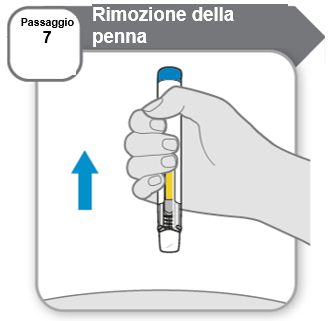 Passaggio
7
Rimozione della
penna